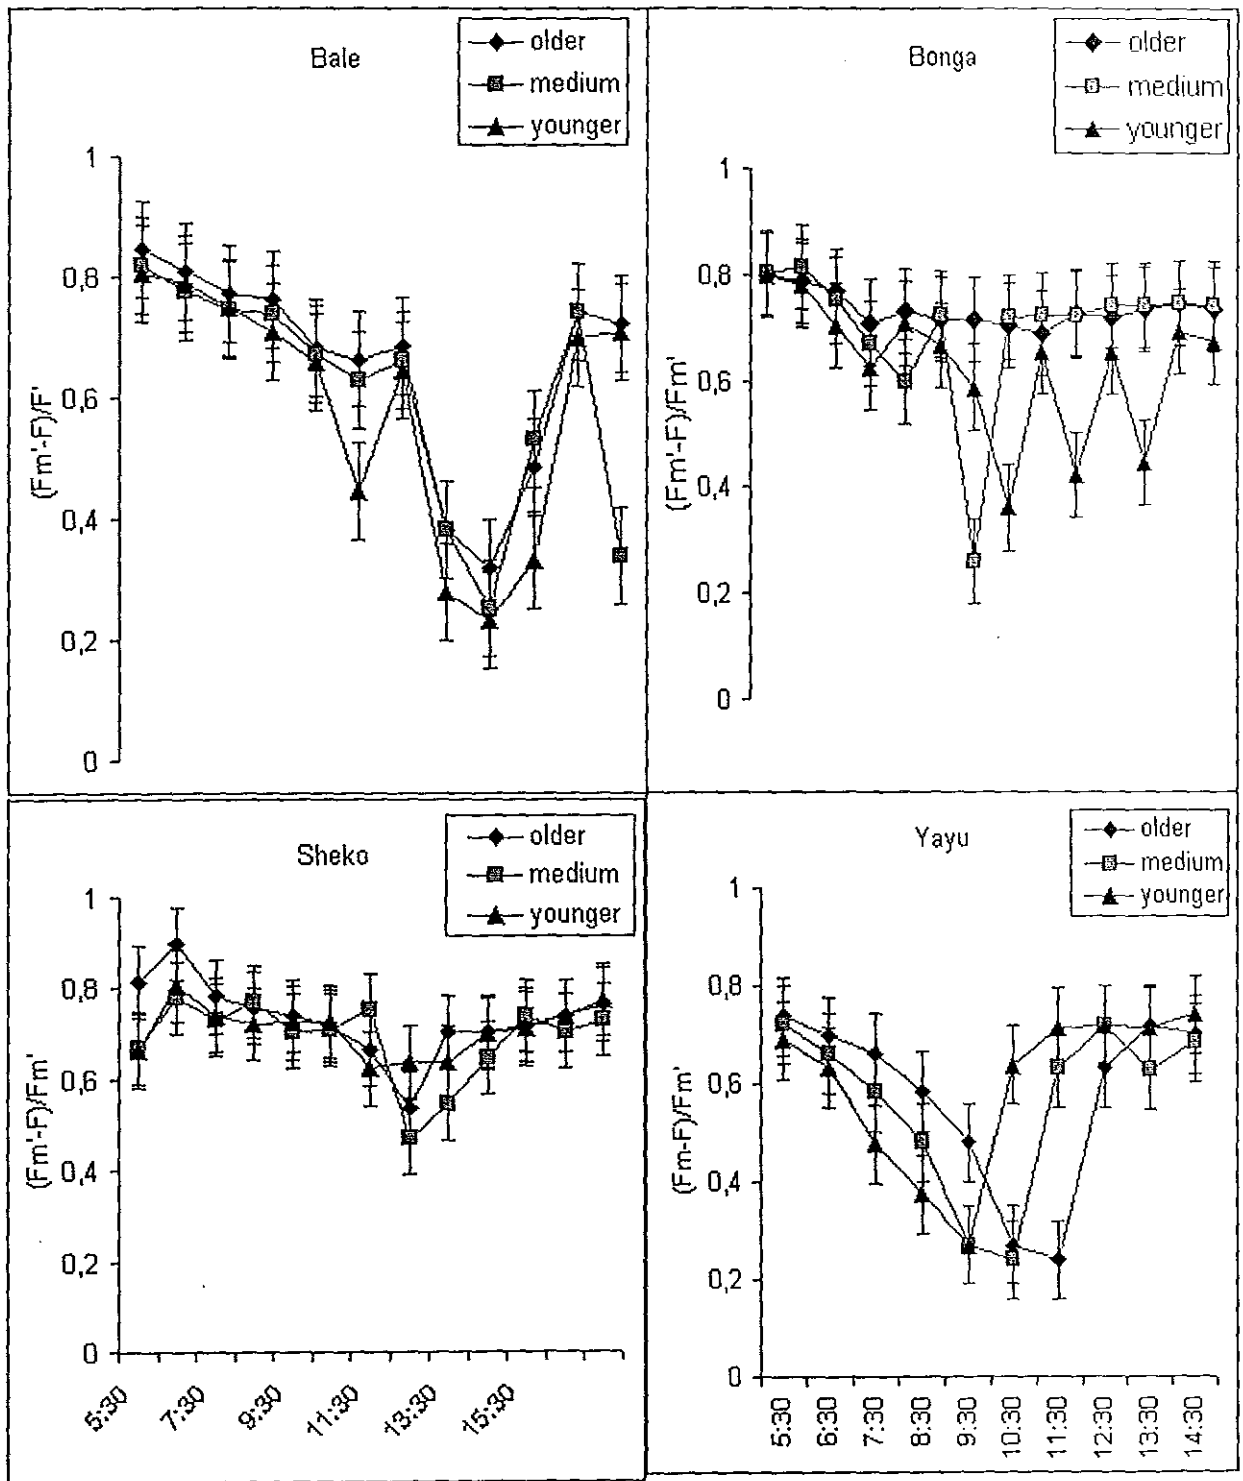 Bale
older
medium
younger
1
0,8
0,6
0,4
0,2
0
(Fm'-F)/F'
Bonga
older
medium
younger
1
0,8
0,6
0,4
0,2
0
(Fm'-F)/Fm'
Sheko
older
medium
younger
1
0,8
0,6
0,4
0,2
0
(Fm'-F)/Fm'
5:30
7:30
9:30
11:30
13:30
15:30
Yayu
older
medium
younger
1
0,8
0,6
0,4
0,2
0
(Fm-F)/Fm'
5:30
6:30
7:30
8:30
9:30
10:30
11:30
12:30
13:30
14:30